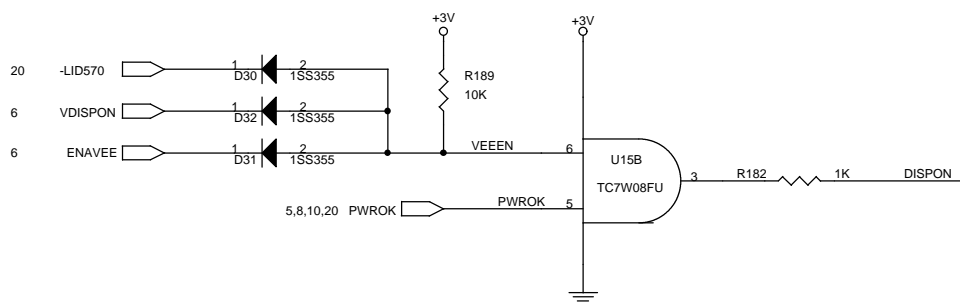 +3V
+3V
20 -LID570 1 2
D30 1SS355
R189
10K
6 VDISPON 1 2
D32 1SS355
6 ENAVEE 1 2
D31 1SS355
VEEEN 6
U15B
TC7W08FU
3 R182 1K DISPON
5,8,10,20 PWROK PWROK 5